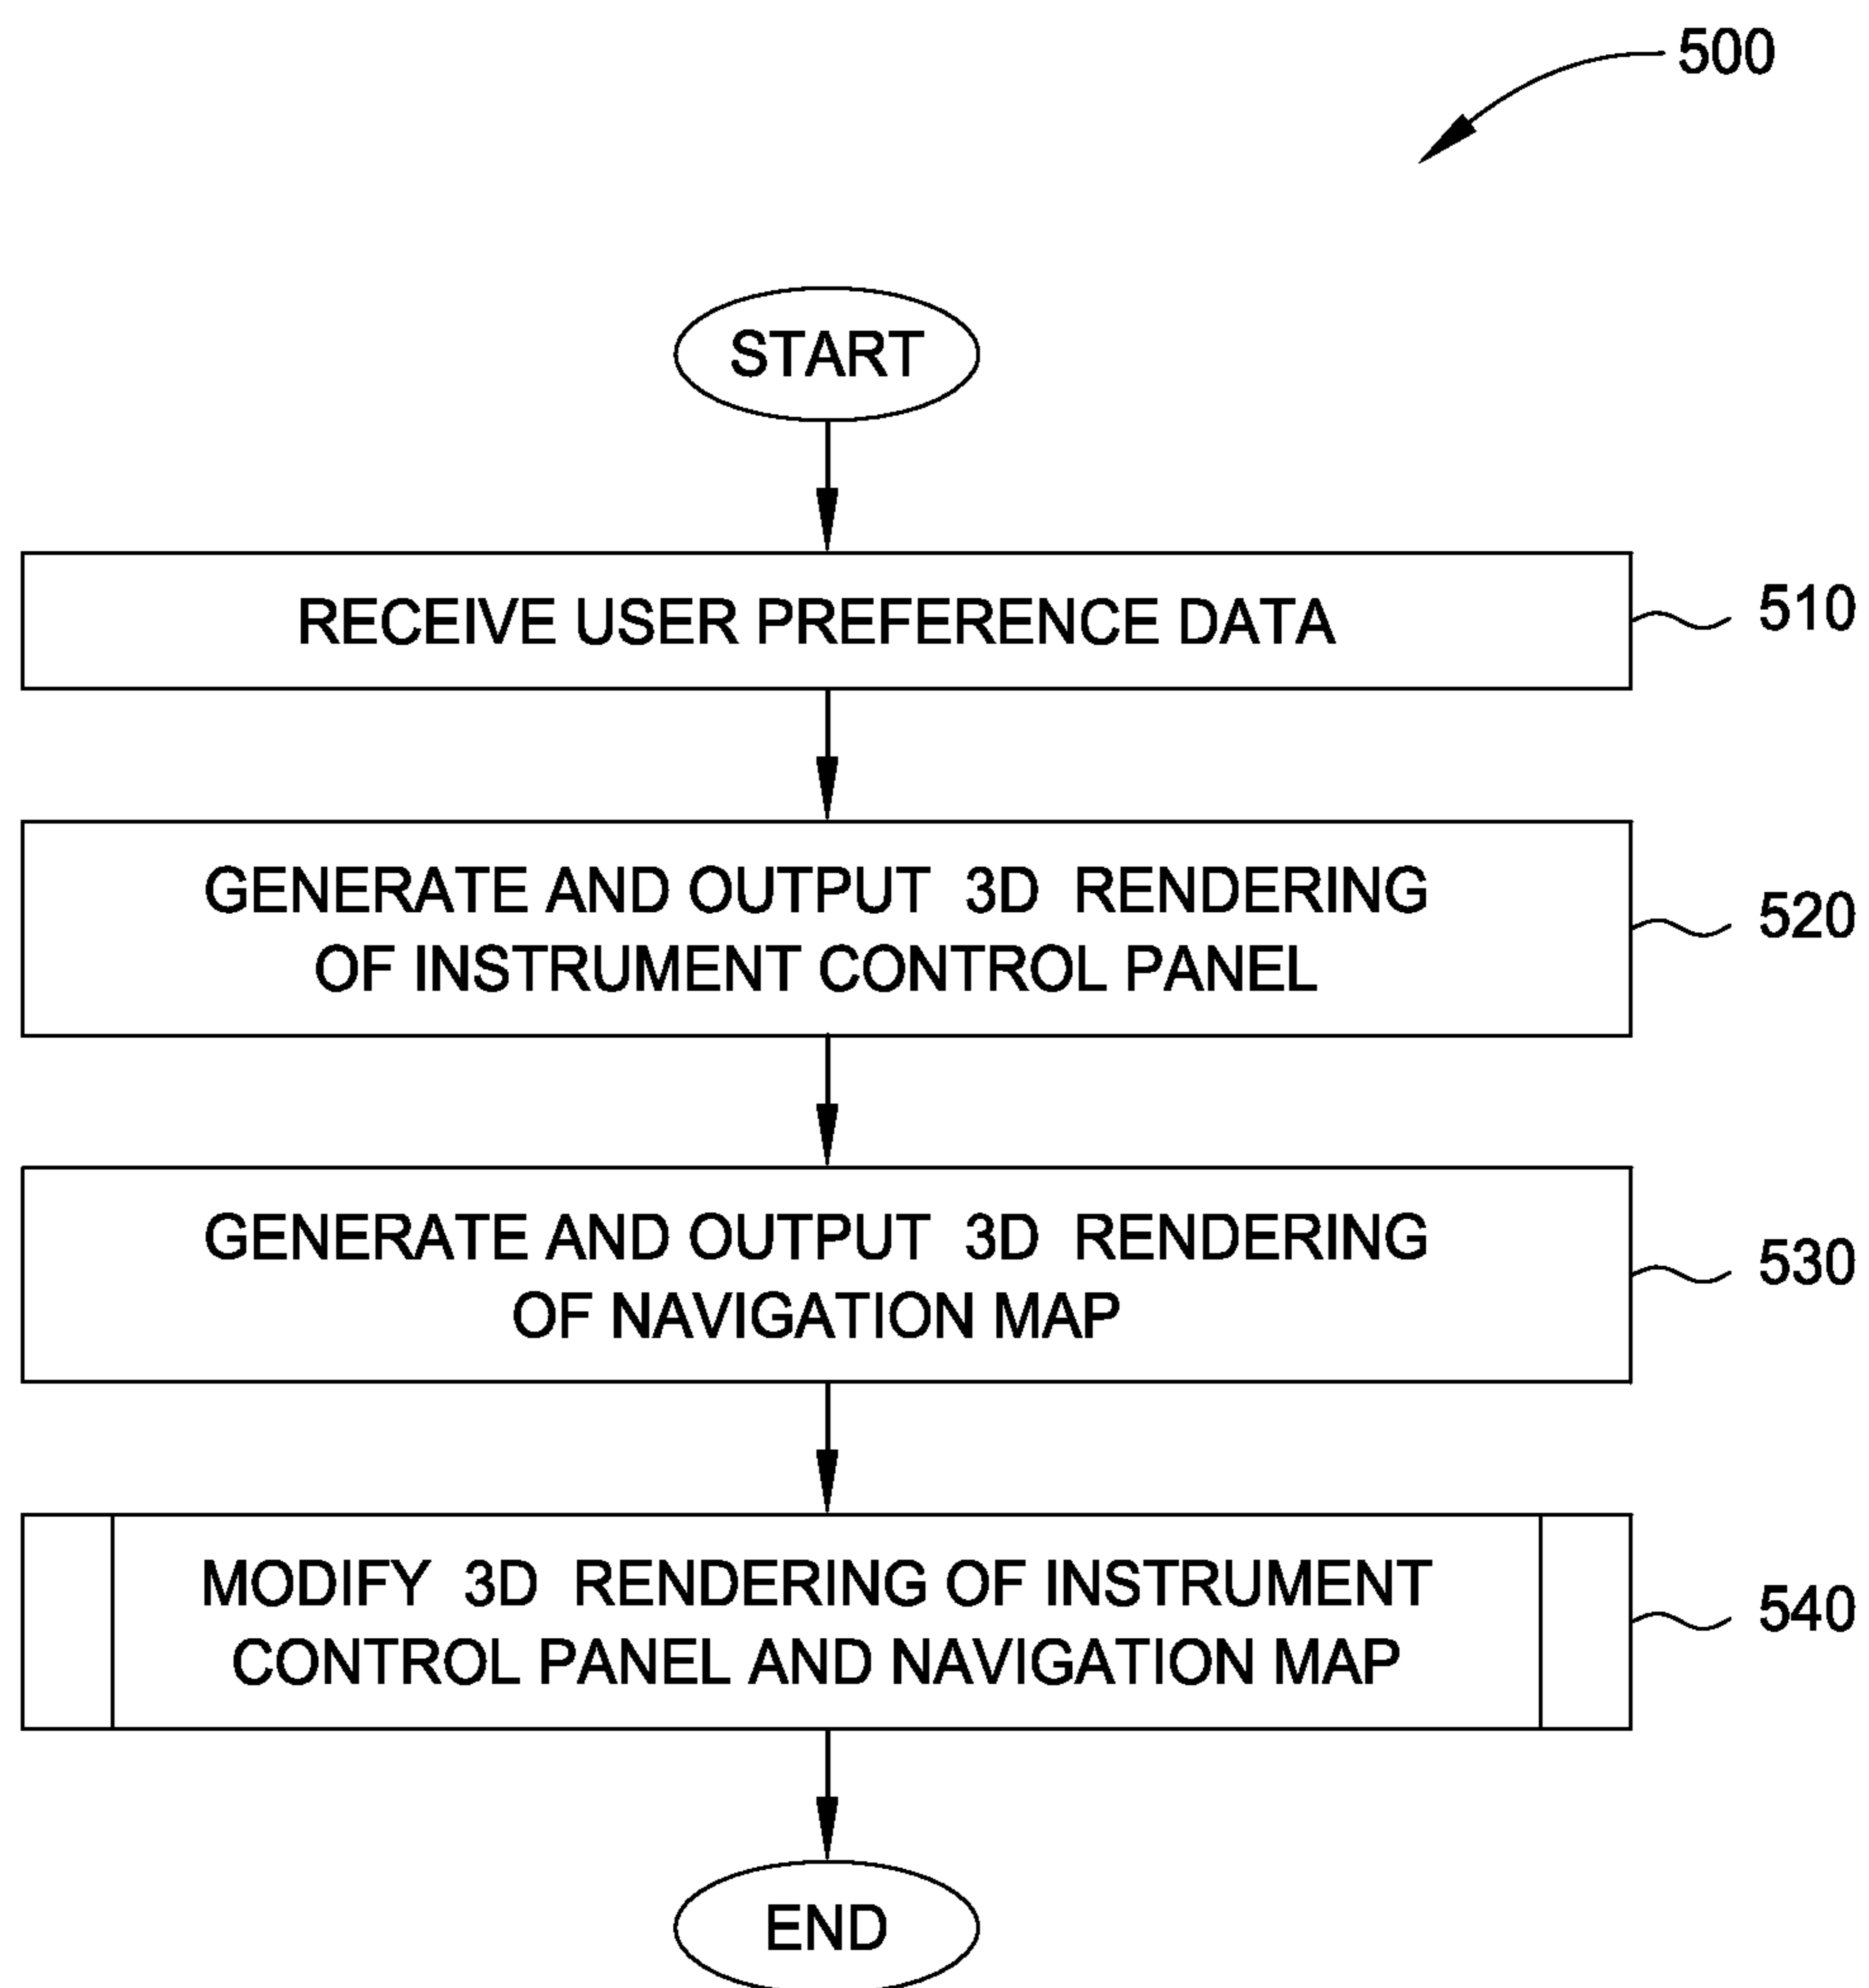 500
START
RECEIVE USER PREFERENCE DATA
510
GENERATE AND OUTPUT 3D RENDERING
OF INSTRUMENT CONTROL PANEL
520
GENERATE AND OUTPUT 3D RENDERING
OF NAVIGATION MAP
530
MODIFY 3D RENDERING OF INSTRUMENT
CONTROL PANEL AND NAVIGATION MAP
540
END